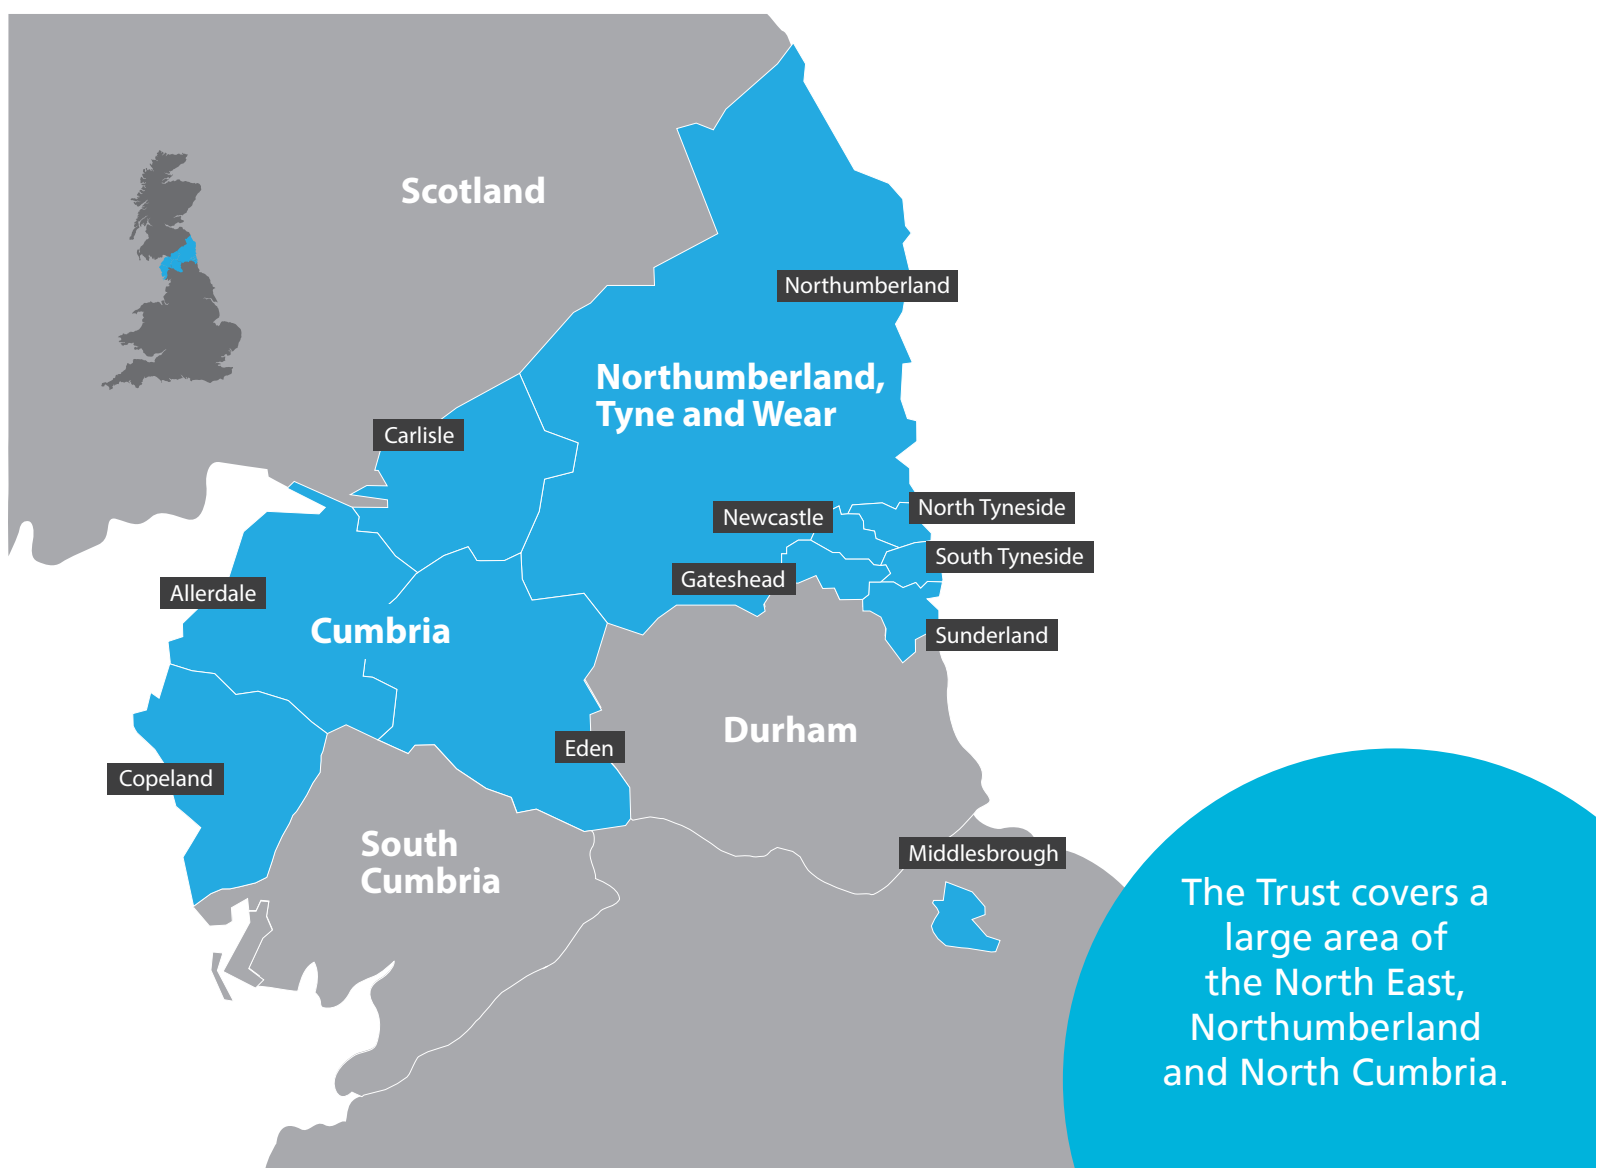 Scotland
Northumberland
Northumberland,
Tyne and Wear
Carlisle
North Tyneside
Newcastle
South Tyneside
Gateshead
Allerdale
Cumbria
Sunderland
Durham
Eden
Copeland
South
Cumbria
Middlesbrough
The Trust covers a
large area of
the North East,
Northumberland
and North Cumbria.